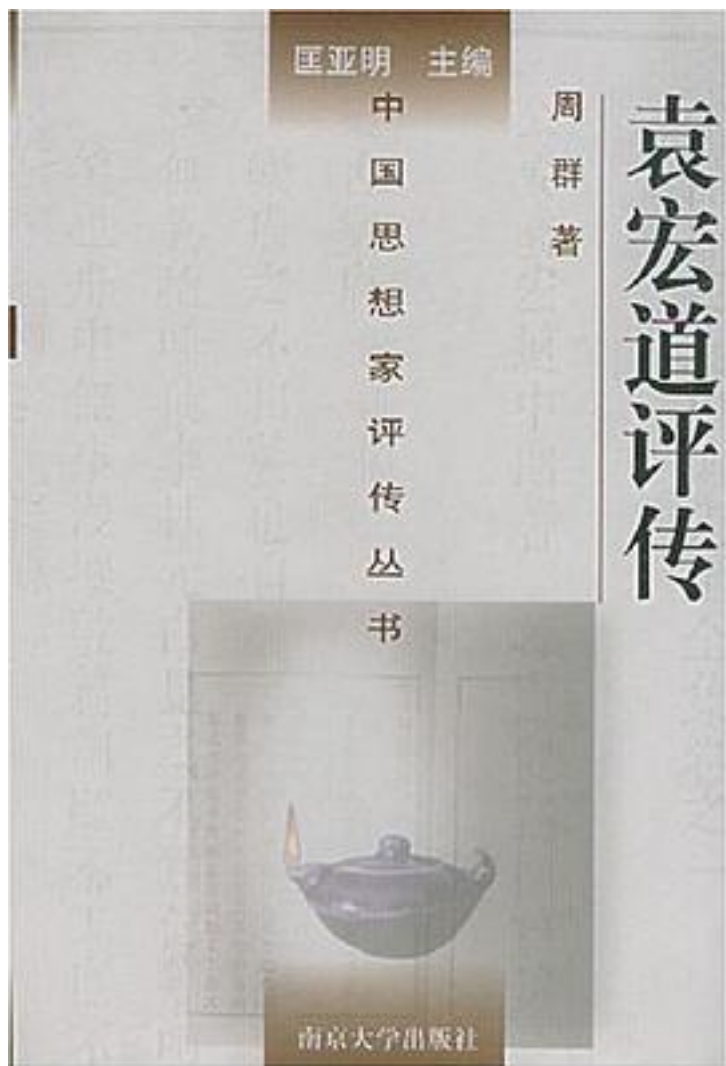 匡亚明 主编
袁宏道评传
周群著
中国思想家评传丛书
南京大学出版社